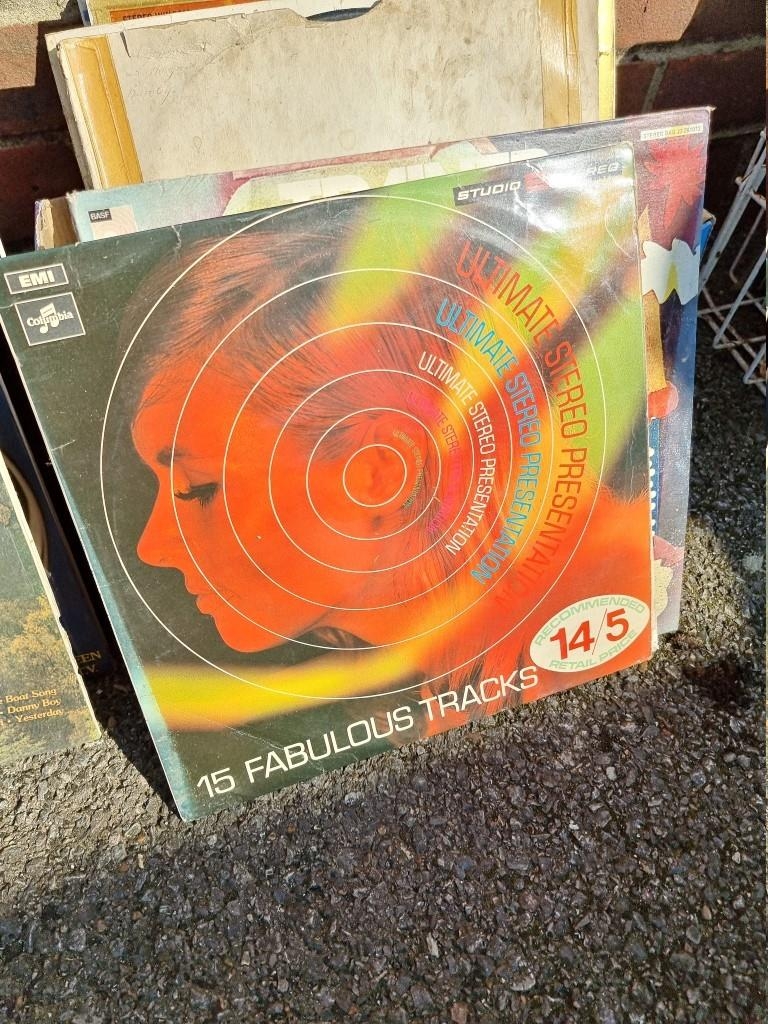 BASF
EMI
Columbia
STUDIO
ULTIMATE STEREO PRESENTATION
ULTIMATE STEREO PRESENTATION
ULTIMATE STEREO PRESENTATION
RECOMMENDED
14/5
RETAIL PRICE
15 FABULOUS TRACKS
Boat Song
Danny Boy
Yesterday